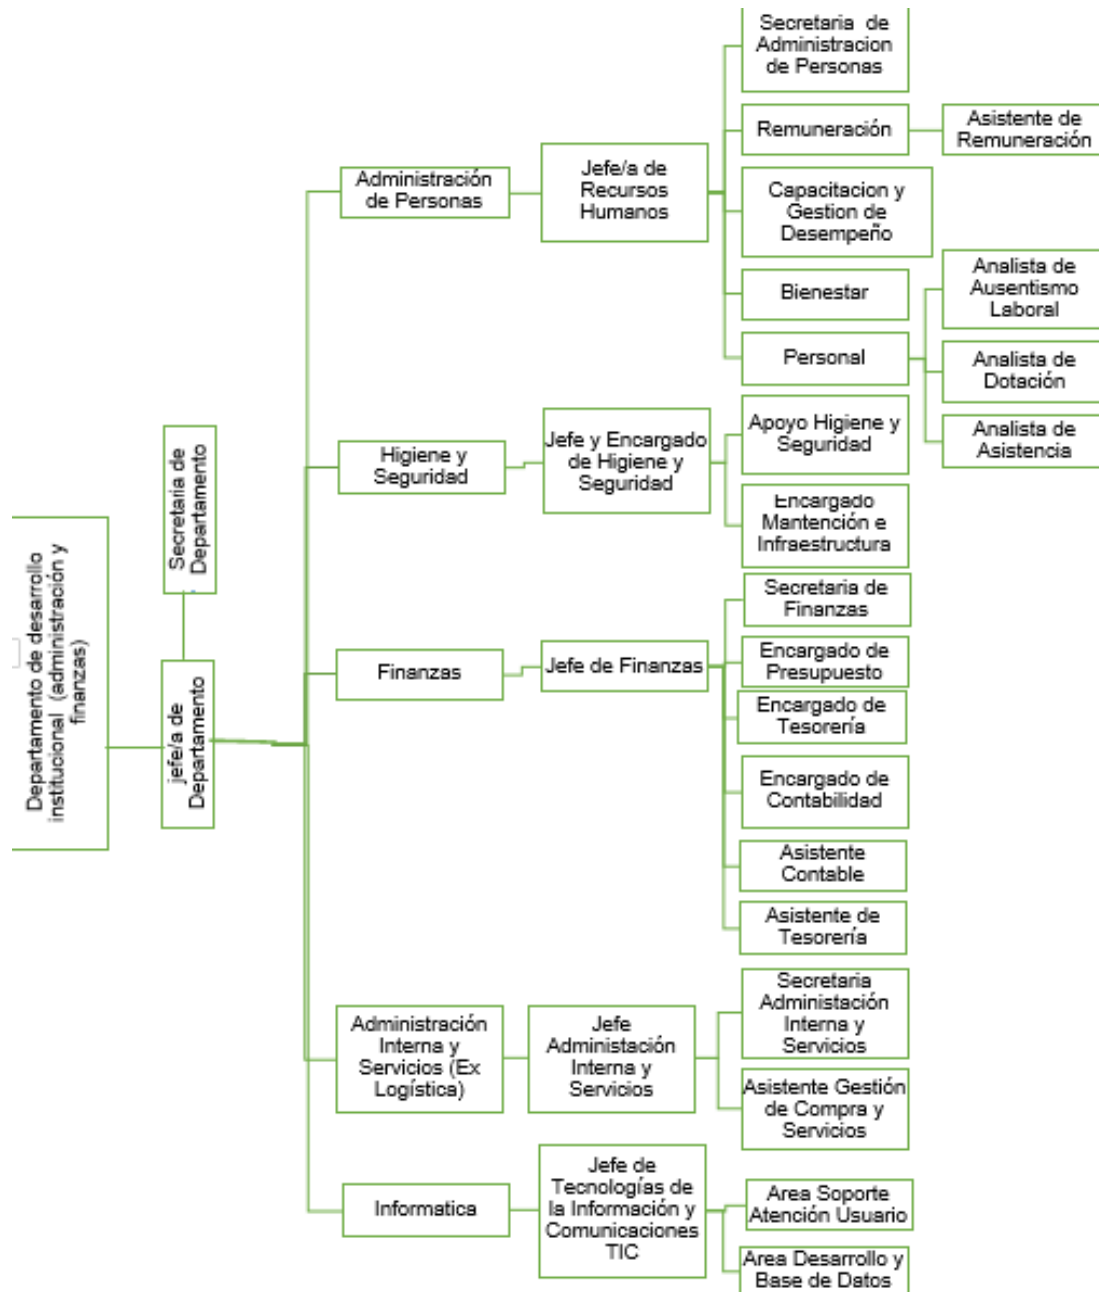 Departamento de desarrollo
institucional (administración y
finanzas)
Secretaria de
Departamento
jefe/a de
Departamento
Administración
de Personas
Jefe/a de
Recursos
Humanos
Secretaria de
Administracion
de Personas
Remuneración
Asistente de
Remuneración
Capacitacion y
Gestion de
Desempeño
Bienestar
Personal
Analista de
Ausentismo
Laboral
Analista de
Dotación
Analista de
Asistencia
Higiene y
Seguridad
Jefe y Encargado
de Higiene y
Seguridad
Apoyo Higiene y
Seguridad
Encargado
Mantención e
Infraestructura
Finanzas
Jefe de Finanzas
Secretaria de
Finanzas
Encargado de
Presupuesto
Encargado de
Tesorería
Encargado de
Contabilidad
Asistente
Contable
Asistente de
Tesorería
Administración
Interna y
Servicios (Ex
Logística)
Jefe
Administación
Interna y
Servicios
Secretaria
Administación
Interna y
Servicios
Asistente Gestión
de Compra y
Servicios
Informatica
Jefe de
Tecnologías de
la Información y
Comunicaciones
TIC
Area Soporte
Atención Usuario
Area Desarrollo y
Base de Datos